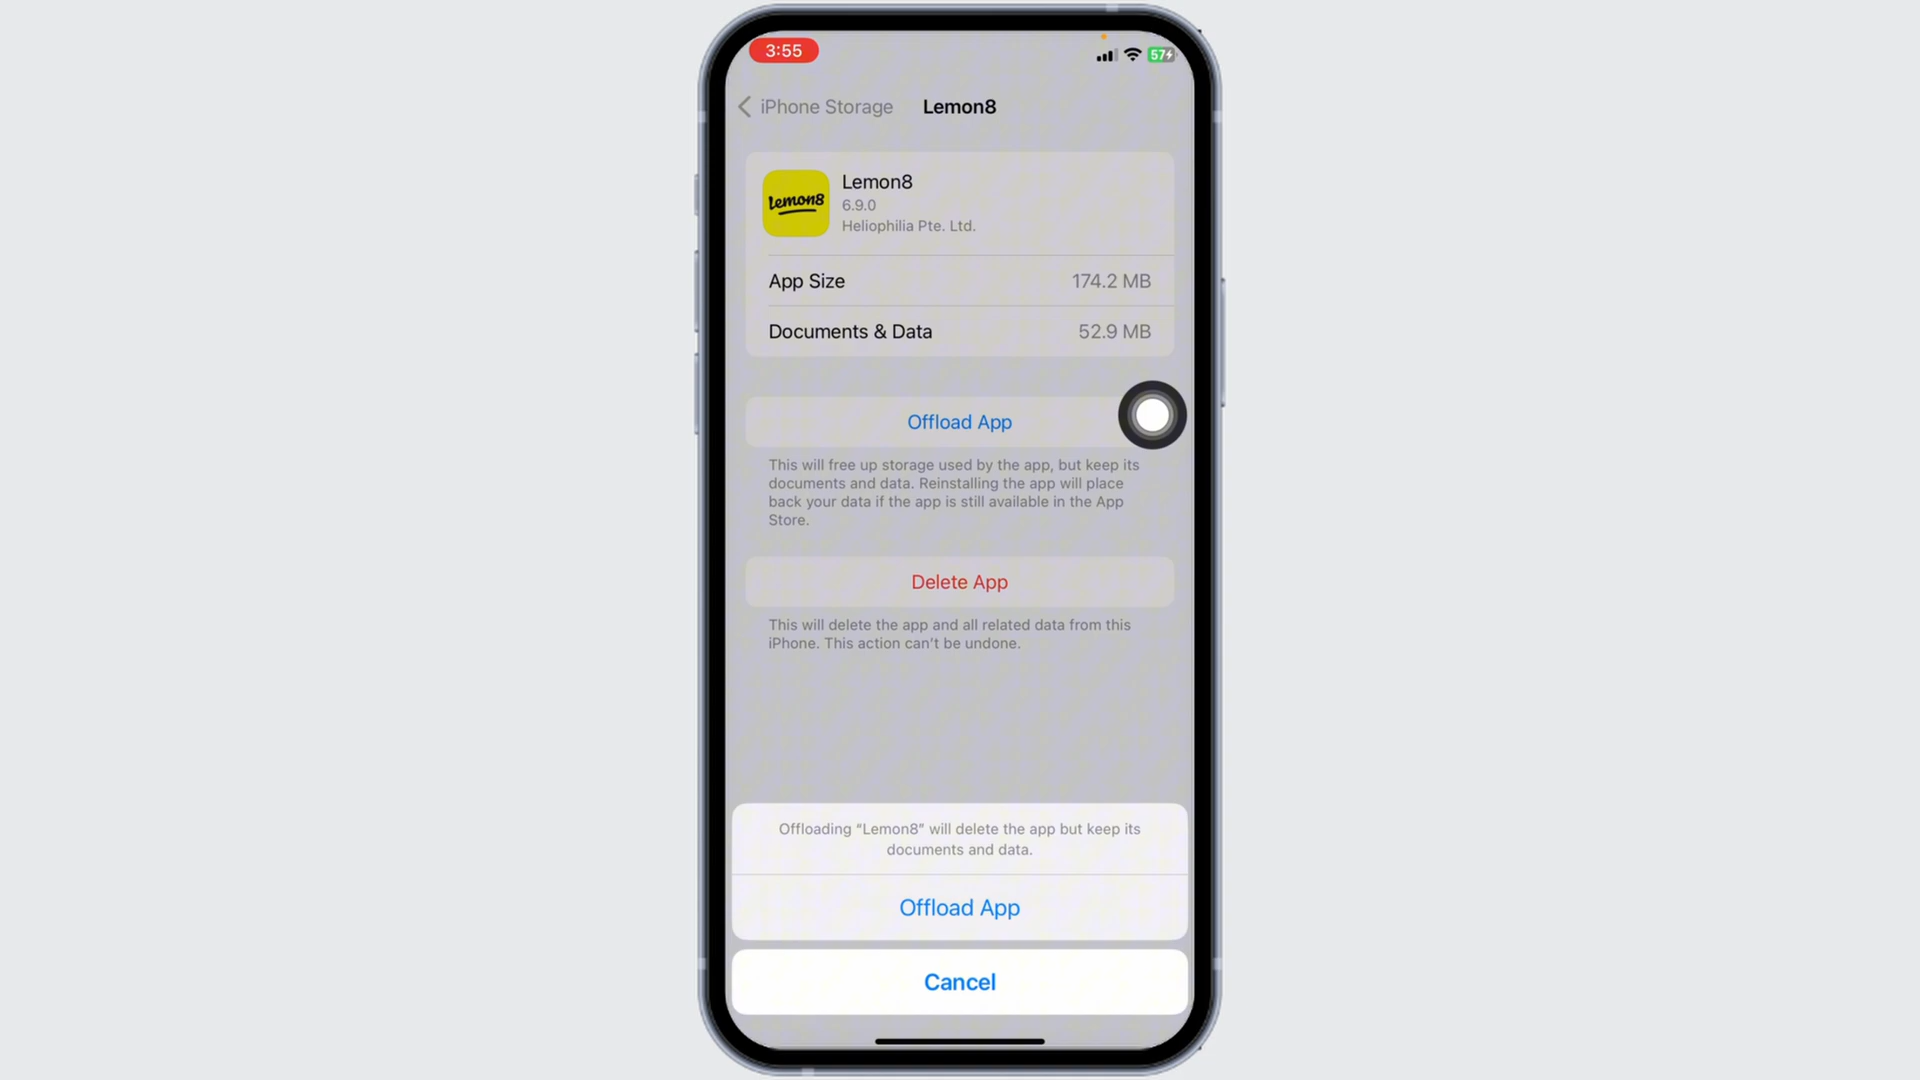 3:55
57
iPhone Storage
Lemon8
Lemon8
Lemon8
6.9.0
Heliophilia Pte. Ltd.
App Size
174.2 MB
Documents & Data
52.9 MB
Offload App
This will free up storage used by the app, but keep its
documents and data. Reinstalling the app will place
back your data if the app is still available in the App
Store.
Delete App
This will delete the app and all related data from this
iPhone. This action can't be undone.
Offloading “Lemon8” will delete the app but keep its
documents and data.
Offload App
Cancel